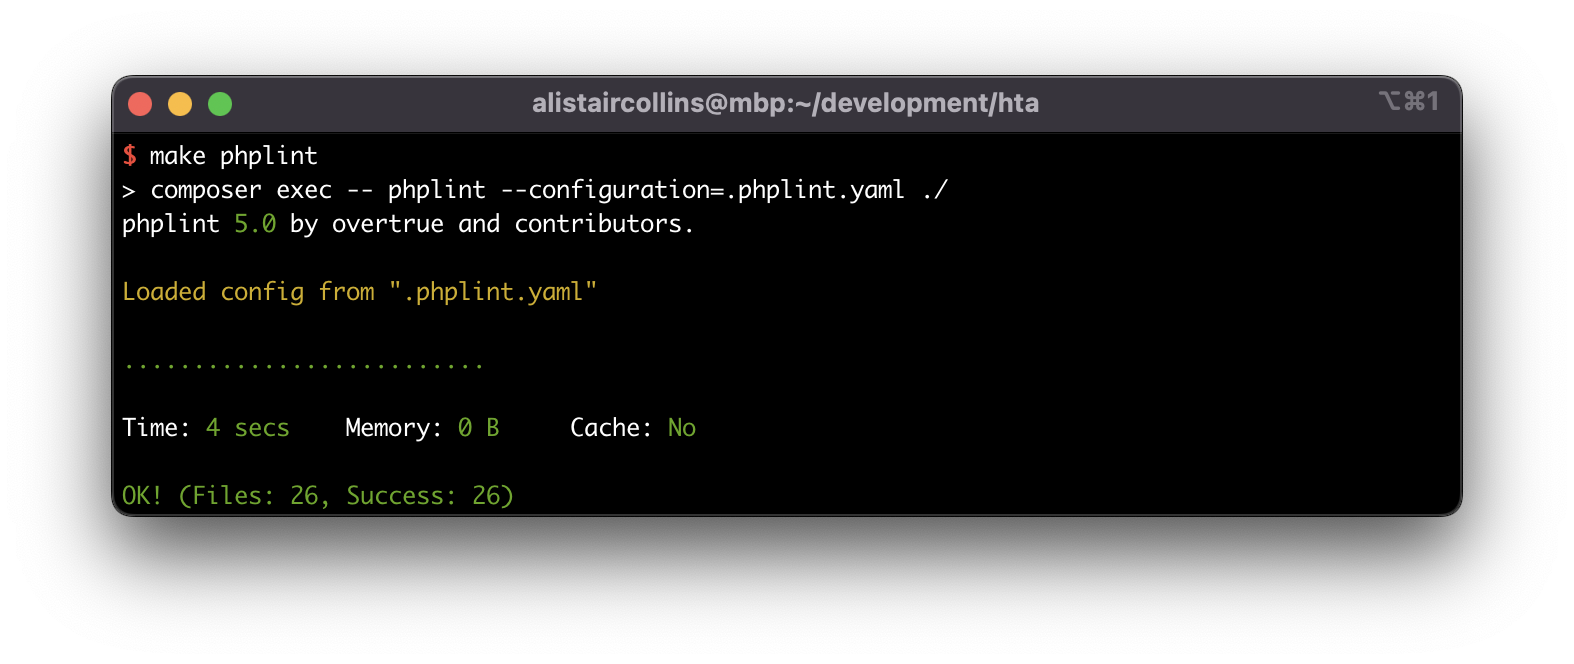 alistaircollins@mbp:~/development/hta
⌥⌘1
$ make phplint
> composer exec -- phplint --configuration=.phplint.yaml ./
phplint 5.0 by overtrue and contributors.
Loaded config from ".phplint.yaml"
..........................
Time: 4 secs    Memory: 0 B     Cache: No
OK! (Files: 26, Success: 26)